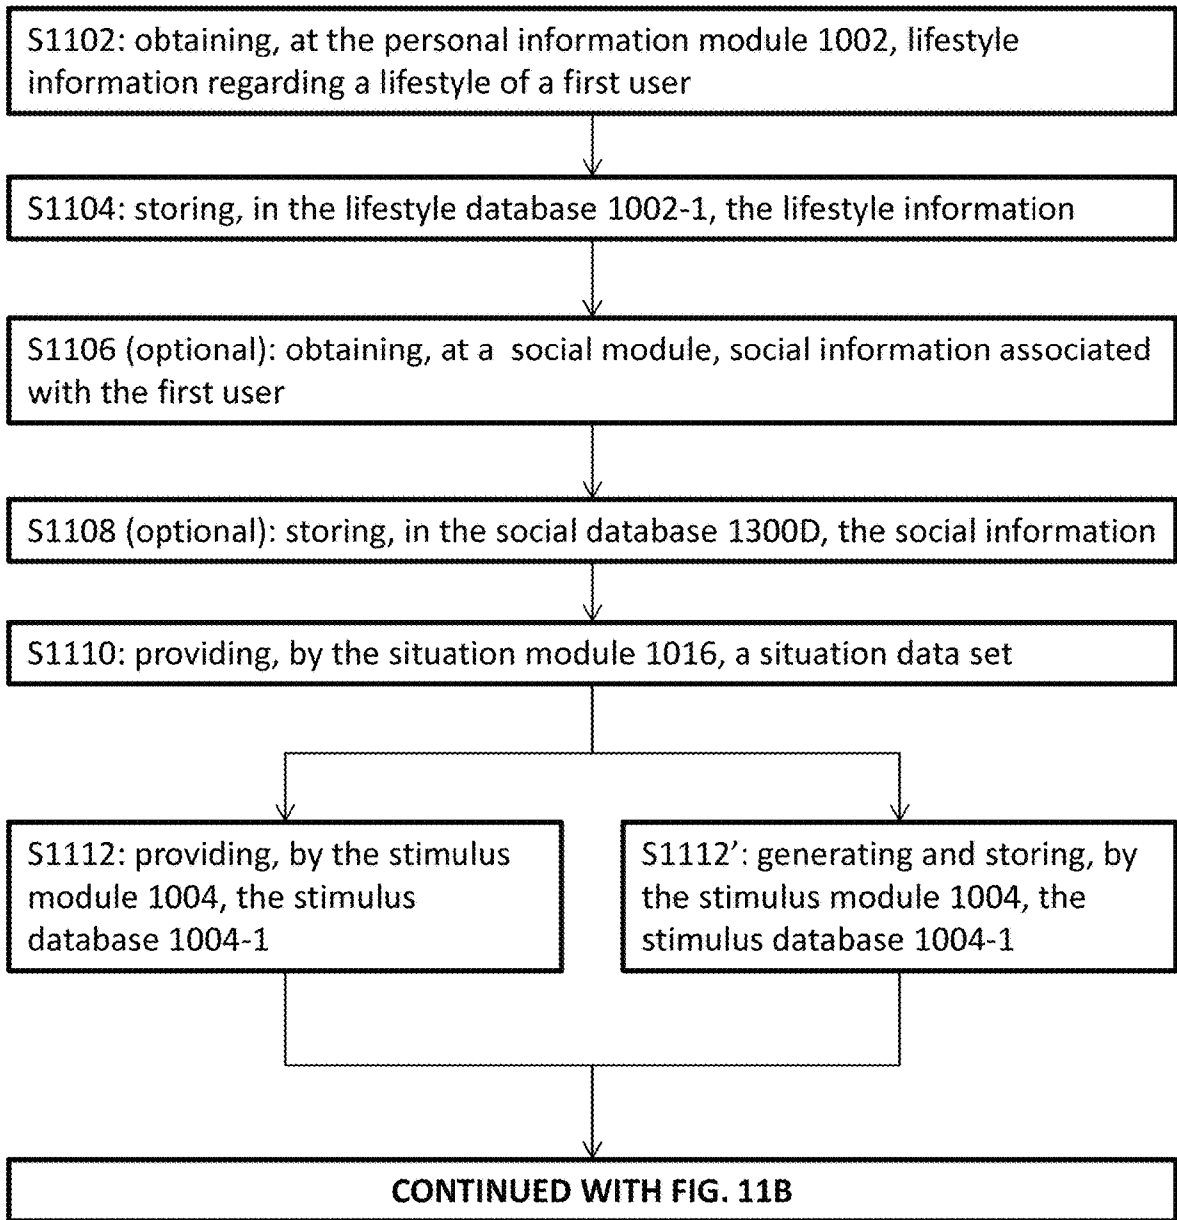 S1102: obtaining, at the personal information module 1002, lifestyle
information regarding a lifestyle of a first user
S1104: storing, in the lifestyle database 1002-1, the lifestyle information
S1106 (optional): obtaining, at a social module, social information associated
with the first user
S1108 (optional): storing, in the social database 1300D, the social information
S1110: providing, by the situation module 1016, a situation data set
S1112: providing, by the stimulus
module 1004, the stimulus
database 1004-1
S1112’: generating and storing, by
the stimulus module 1004, the
stimulus database 1004-1
CONTINUED WITH FIG. 11B